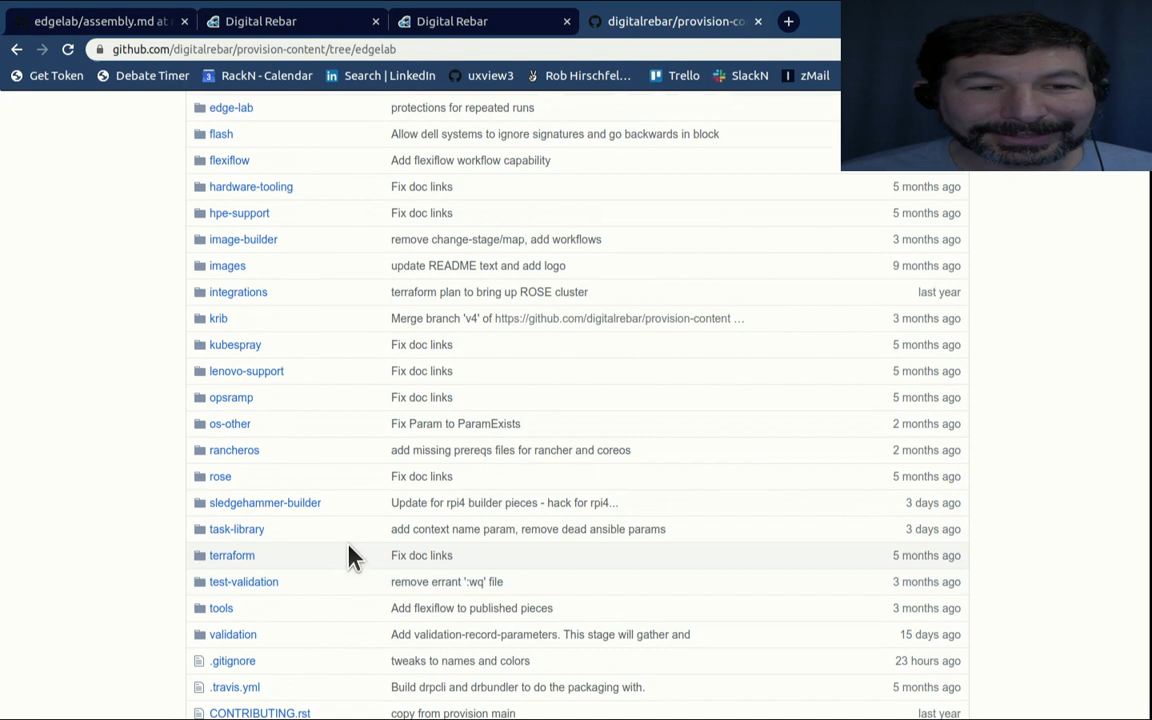 edgelab/assembly.md at
Digital Rebar
Digital Rebar
digitalrebar/provision-co
github.com/digitalrebar/provision-content/tree/edgelab
Get Token
Debate Timer
RackN - Calendar
Search | LinkedIn
uxview3
Rob Hirschfel...
Trello
SlackN
zMail
edge-lab protections for repeated runs
flash Allow dell systems to ignore signatures and go backwards in block
flexiflow Add flexiflow workflow capability
hardware-tooling Fix doc links 5 months ago
hpe-support Fix doc links 5 months ago
image-builder remove change-stage/map, add workflows 3 months ago
images update README text and add logo 9 months ago
integrations terraform plan to bring up ROSE cluster last year
krib Merge branch 'v4' of https://github.com/digitalrebar/provision-content ... 3 months ago
kubespray Fix doc links 5 months ago
lenovo-support Fix doc links 5 months ago
opsramp Fix doc links 5 months ago
os-other Fix Param to ParamExists 2 months ago
rancheros add missing prereqs files for rancher and coreos 2 months ago
rose Fix doc links 5 months ago
sledgehammer-builder Update for rpi4 builder pieces - hack for rpi4... 3 days ago
task-library add context name param, remove dead ansible params 3 days ago
terraform Fix doc links 5 months ago
test-validation remove errant ':wq' file 3 months ago
tools Add flexiflow to published pieces 3 months ago
validation Add validation-record-parameters. This stage will gather and 15 days ago
.gitignore tweaks to names and colors 23 hours ago
.travis.yml Build drpcli and drbundler to do the packaging with. 5 months ago
CONTRIBUTING.rst copy from provision main last year